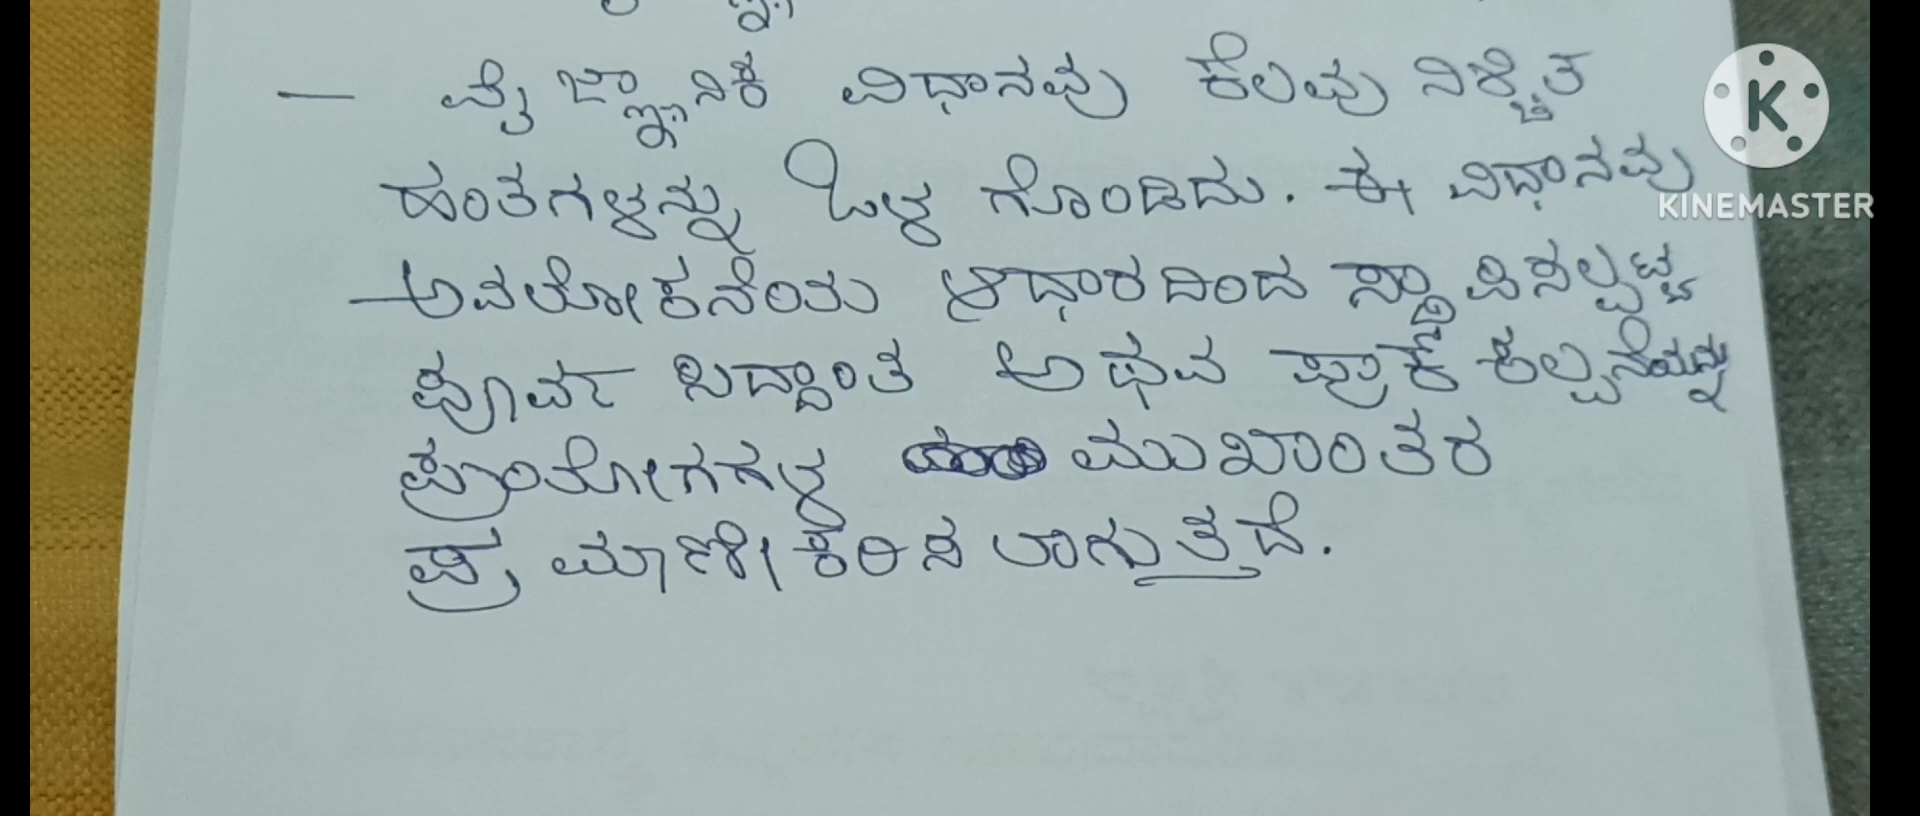 – ವೈಜ್ಞಾನಿಕ ವಿಧಾನವು ಕೆಲವು ನಿಶ್ಚಿತ
ಹಂತಗಳನ್ನು ಒಳಗೊಂಡಿದು. ಈ ವಿಧಾನವು
ಅವಲೋಕನೆಯ ಆಧಾರದಿಂದ ಸ್ಥಾಪಿಸಲ್ಪಟ್ಟ
ಪೂರ್ವ ಸಿದ್ಧಾಂತ ಅಥವ ಪ್ರಾಕ್ ಕಲ್ಪನೆಯನ್ನು
ಪ್ರಯೋಗಗಳ ಮುಖಾಂತರ
ಪ್ರಮಾಣೀಕರಿಸಲಾಗುತ್ತದೆ.
KINEMASTER